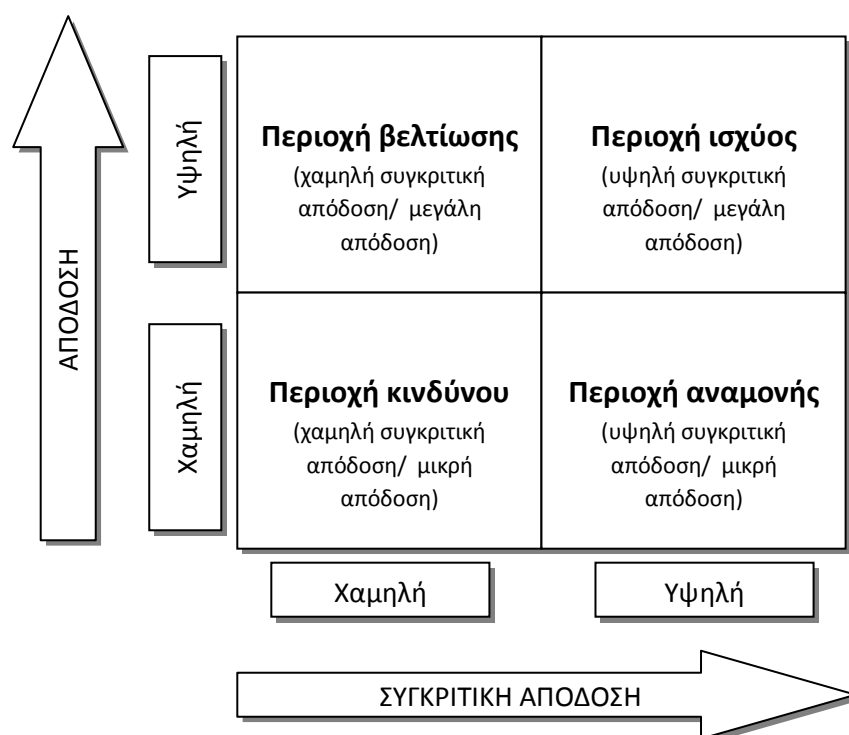 ΑΠΟΔΟΣΗ
Υψηλή
Περιοχή βελτίωσης
(χαμηλή συγκριτική
απόδοση/ μεγάλη
απόδοση)
Περιοχή ισχύος
(υψηλή συγκριτική
απόδοση/ μεγάλη
απόδοση)
Χαμηλή
Περιοχή κινδύνου
(χαμηλή συγκριτική
απόδοση/ μικρή
απόδοση)
Περιοχή αναμονής
(υψηλή συγκριτική
απόδοση/ μικρή
απόδοση)
Χαμηλή
Υψηλή
ΣΥΓΚΡΙΤΙΚΗ ΑΠΟΔΟΣΗ